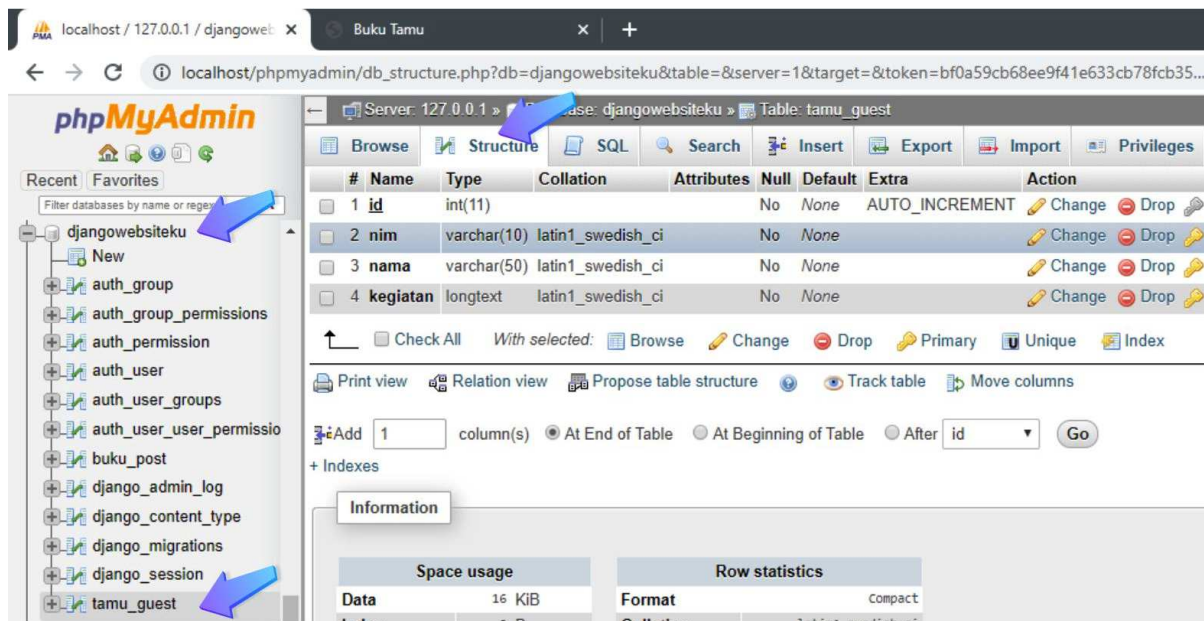 localhost / 127.0.0.1 / djangoweb
Buku Tamu
localhost/phpmyadmin/db_structure.php?db=djangowebsiteku&table=&server=1&target=&token=bf0a59cb68ee9f41e633cb78fcb35...
phpMyAdmin
Recent Favorites
Filter databases by name or regex
djangowebsiteku
New
auth_group
auth_group_permissions
auth_permission
auth_user
auth_user_groups
auth_user_user_permissio
buku_post
django_admin_log
django_content_type
django_migrations
django_session
tamu_guest
Server: 127.0.0.1 » djangowebsiteku » Table: tamu_guest
Browse Structure SQL Search Insert Export Import Privileges
# Name Type Collation Attributes Null Default Extra Action
1 id int(11) No None AUTO_INCREMENT Change Drop
2 nim varchar(10) latin1_swedish_ci No None Change Drop
3 nama varchar(50) latin1_swedish_ci No None Change Drop
4 kegiatan longtext latin1_swedish_ci No None Change Drop
Check All With selected: Browse Change Drop Primary Unique Index
Print view Relation view Propose table structure Track table Move columns
Add 1 column(s) At End of Table At Beginning of Table After id Go
+ Indexes
Information
Space usage Row statistics
Data 16 KiB Format Compact